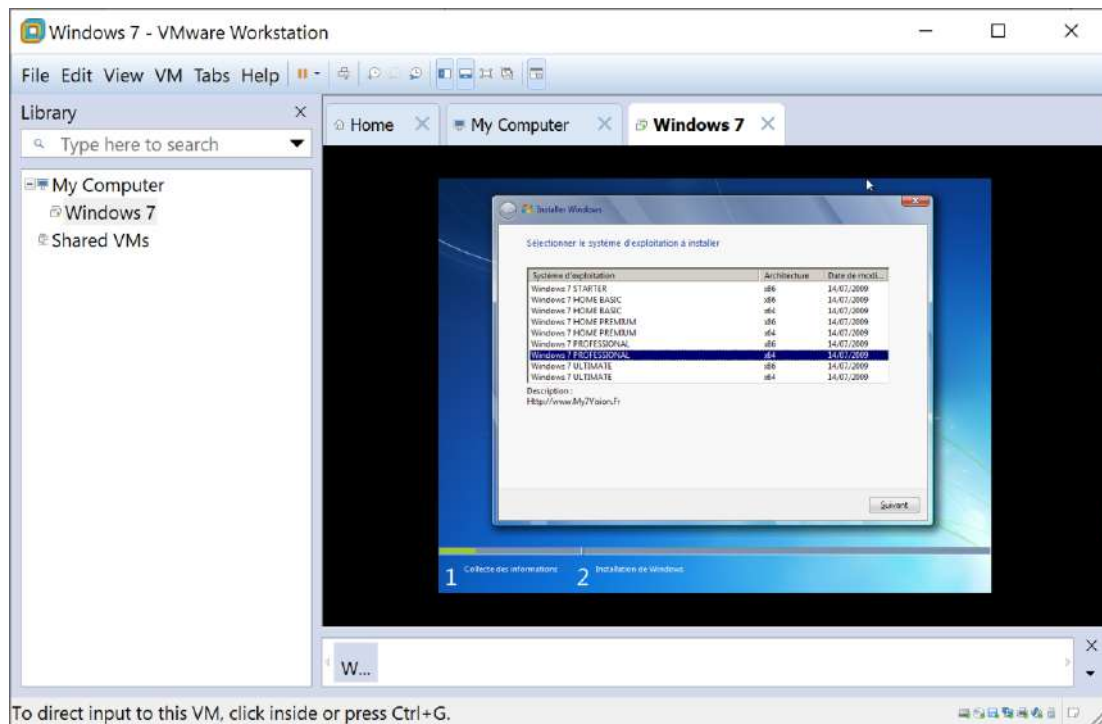 Windows 7 - VMware Workstation
File Edit View VM Tabs Help
Library
Type here to search
My Computer
Windows 7
Shared VMs
Home My Computer Windows 7
Installer Windows
Sélectionner le système d'exploitation à installer
Système d'exploitation Architecture Date de modi...
Windows 7 STARTER x86 14/07/2009
Windows 7 HOME BASIC x86 14/07/2009
Windows 7 HOME BASIC x64 14/07/2009
Windows 7 HOME PREMIUM x86 14/07/2009
Windows 7 HOME PREMIUM x64 14/07/2009
Windows 7 PROFESSIONAL x86 14/07/2009
Windows 7 PROFESSIONAL x64 14/07/2009
Windows 7 ULTIMATE x86 14/07/2009
Windows 7 ULTIMATE x64 14/07/2009
Description :
Suivant
1 Collecte des informations 2 Installation de Windows
W...
To direct input to this VM, click inside or press Ctrl+G.